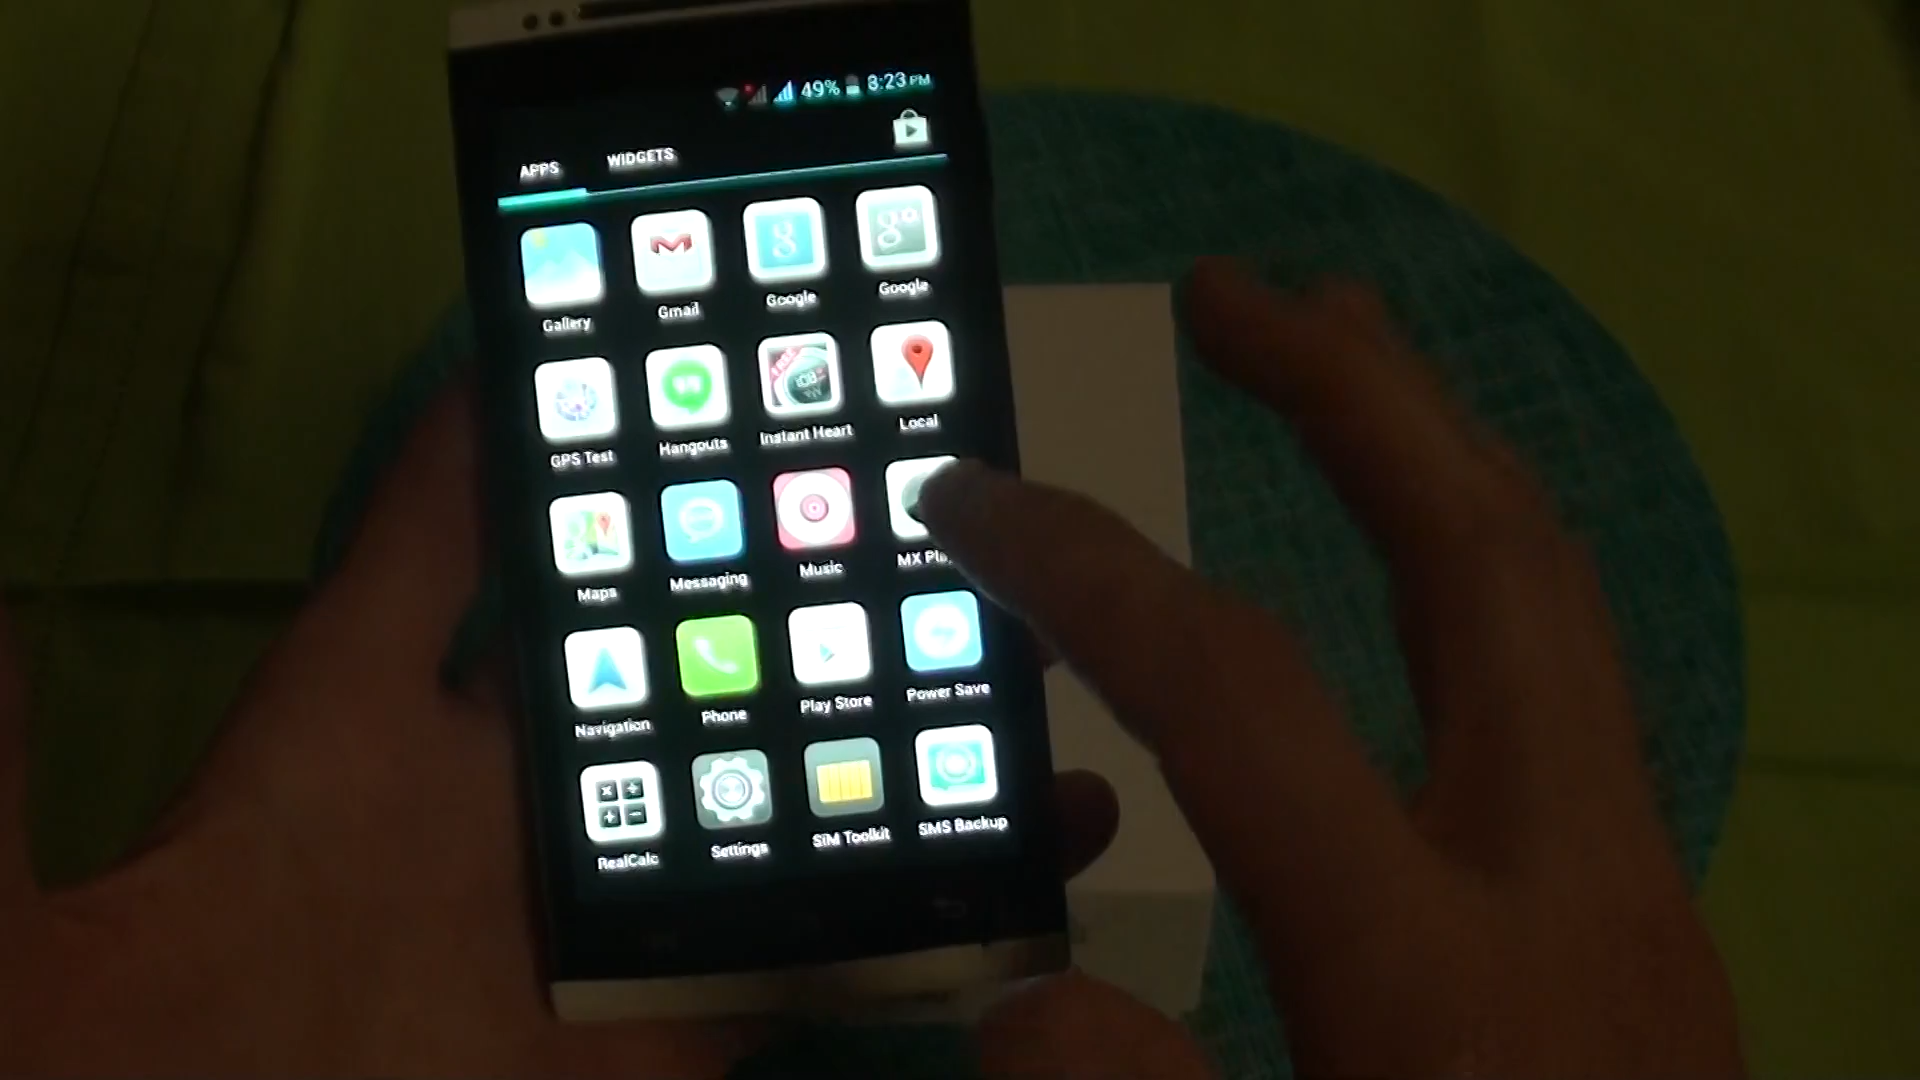 49% 8:23 PM
APPS WIDGETS
Gallery Gmail Google Google
GPS Test Hangouts Instant Heart Local
Maps Messaging Music MX
Navigation Phone Play Store Power Save
RealCalc Settings SIM Toolkit SMS Backup